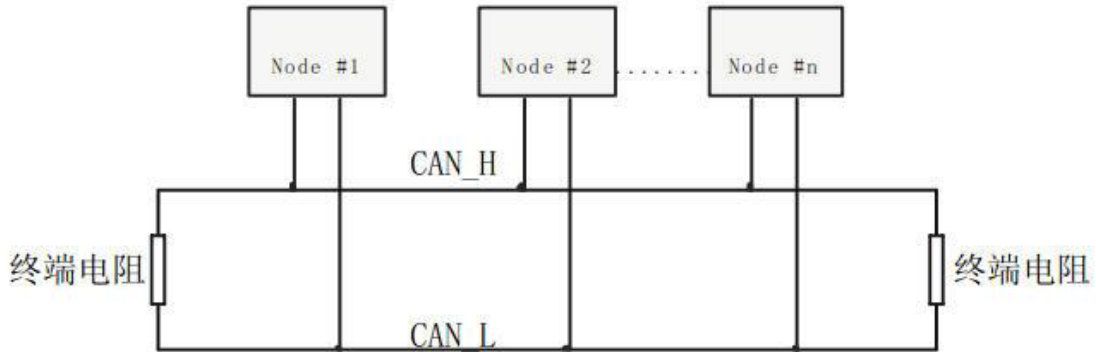 Node #1
Node #2
.......
Node #n
CAN_H
终端电阻
终端电阻
CAN_L